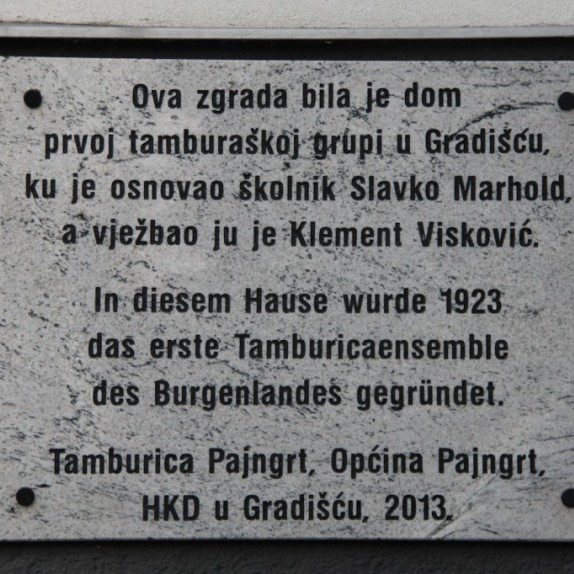 Ova zgrada bila je dom
prvoj tamburaškoj grupi u Gradišću,
ku je osnovao školnik Slavko Marhold,
a vježbao ju je Klement Visković.
In diesem Hause wurde 1923
das erste Tamburicaensemble
des Burgenlandes gegründet.
Tamburica Pajngrt, Općina Pajngrt,
HKD u Gradišću, 2013.